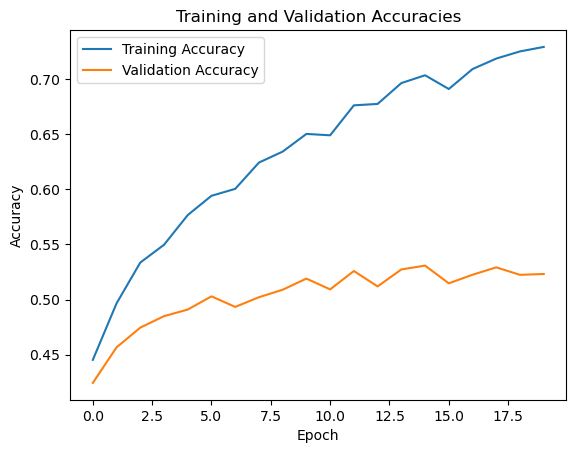 Training and Validation Accuracies
Training Accuracy
Validation Accuracy
0.70
0.65
0.60
0.55
0.50
0.45
Accuracy
0.0 2.5 5.0 7.5 10.0 12.5 15.0 17.5
Epoch